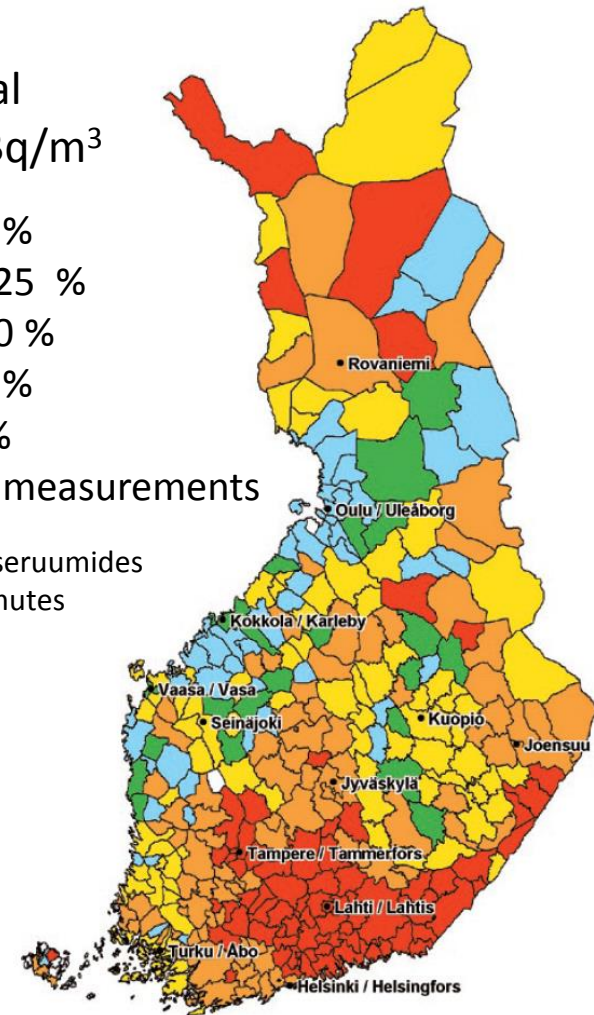 al
Bq/m³
%
25 %
0 %
%
%
measurements
seruumides
nutes
Rovaniemi
Oulu / Uleåborg
Kokkola / Karleby
Vaasa / Vasa
Seinäjoki
Kuopio
Joensuu
Jyväskylä
Tampere / Tammerfors
Lahti / Lahtis
Turku / Åbo
Helsinki / Helsingfors